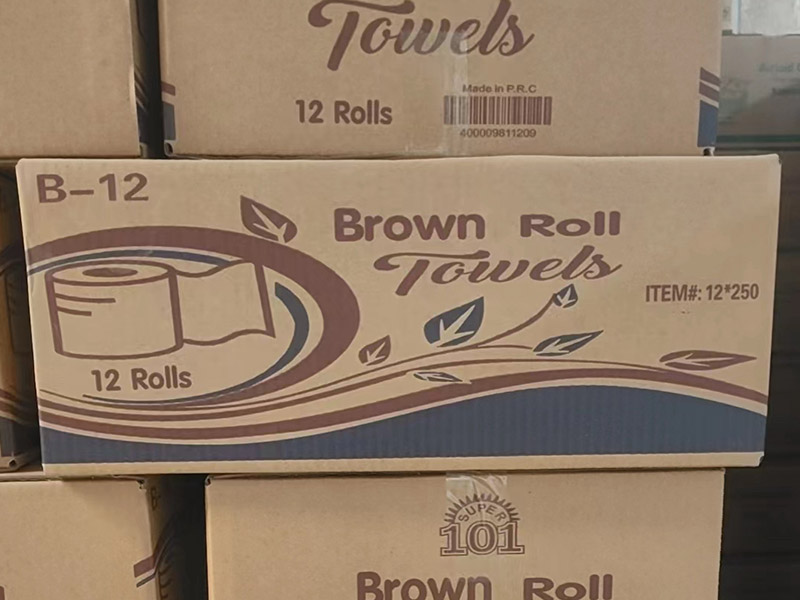 Towels
Made in P.R.C
12 Rolls
400009811209
B-12
Brown Roll
Towels
ITEM#: 12*250
12 Rolls
SUPER
101
Brown Roll